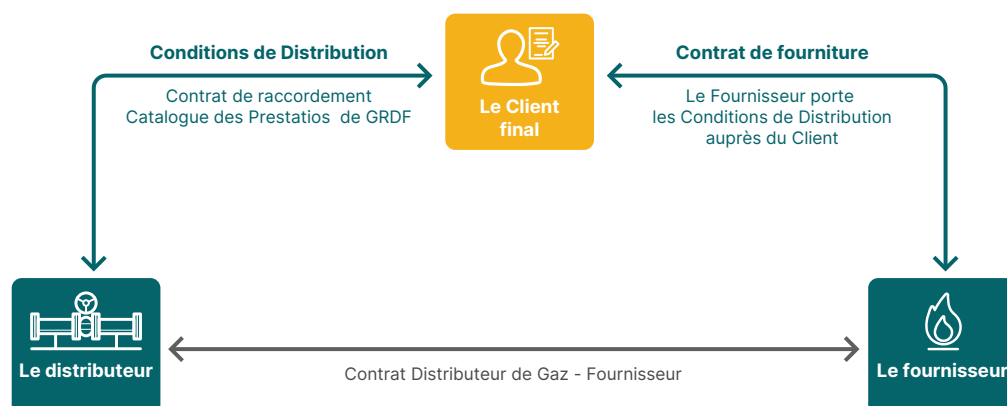 Conditions de Distribution
Contrat de raccordement
Catalogue des Prestatios de GRDF
Le Client
final
Contrat de fourniture
Le Fournisseur porte
les Conditions de Distribution
auprès du Client
Le distributeur
Contrat Distributeur de Gaz - Fournisseur
Le fournisseur